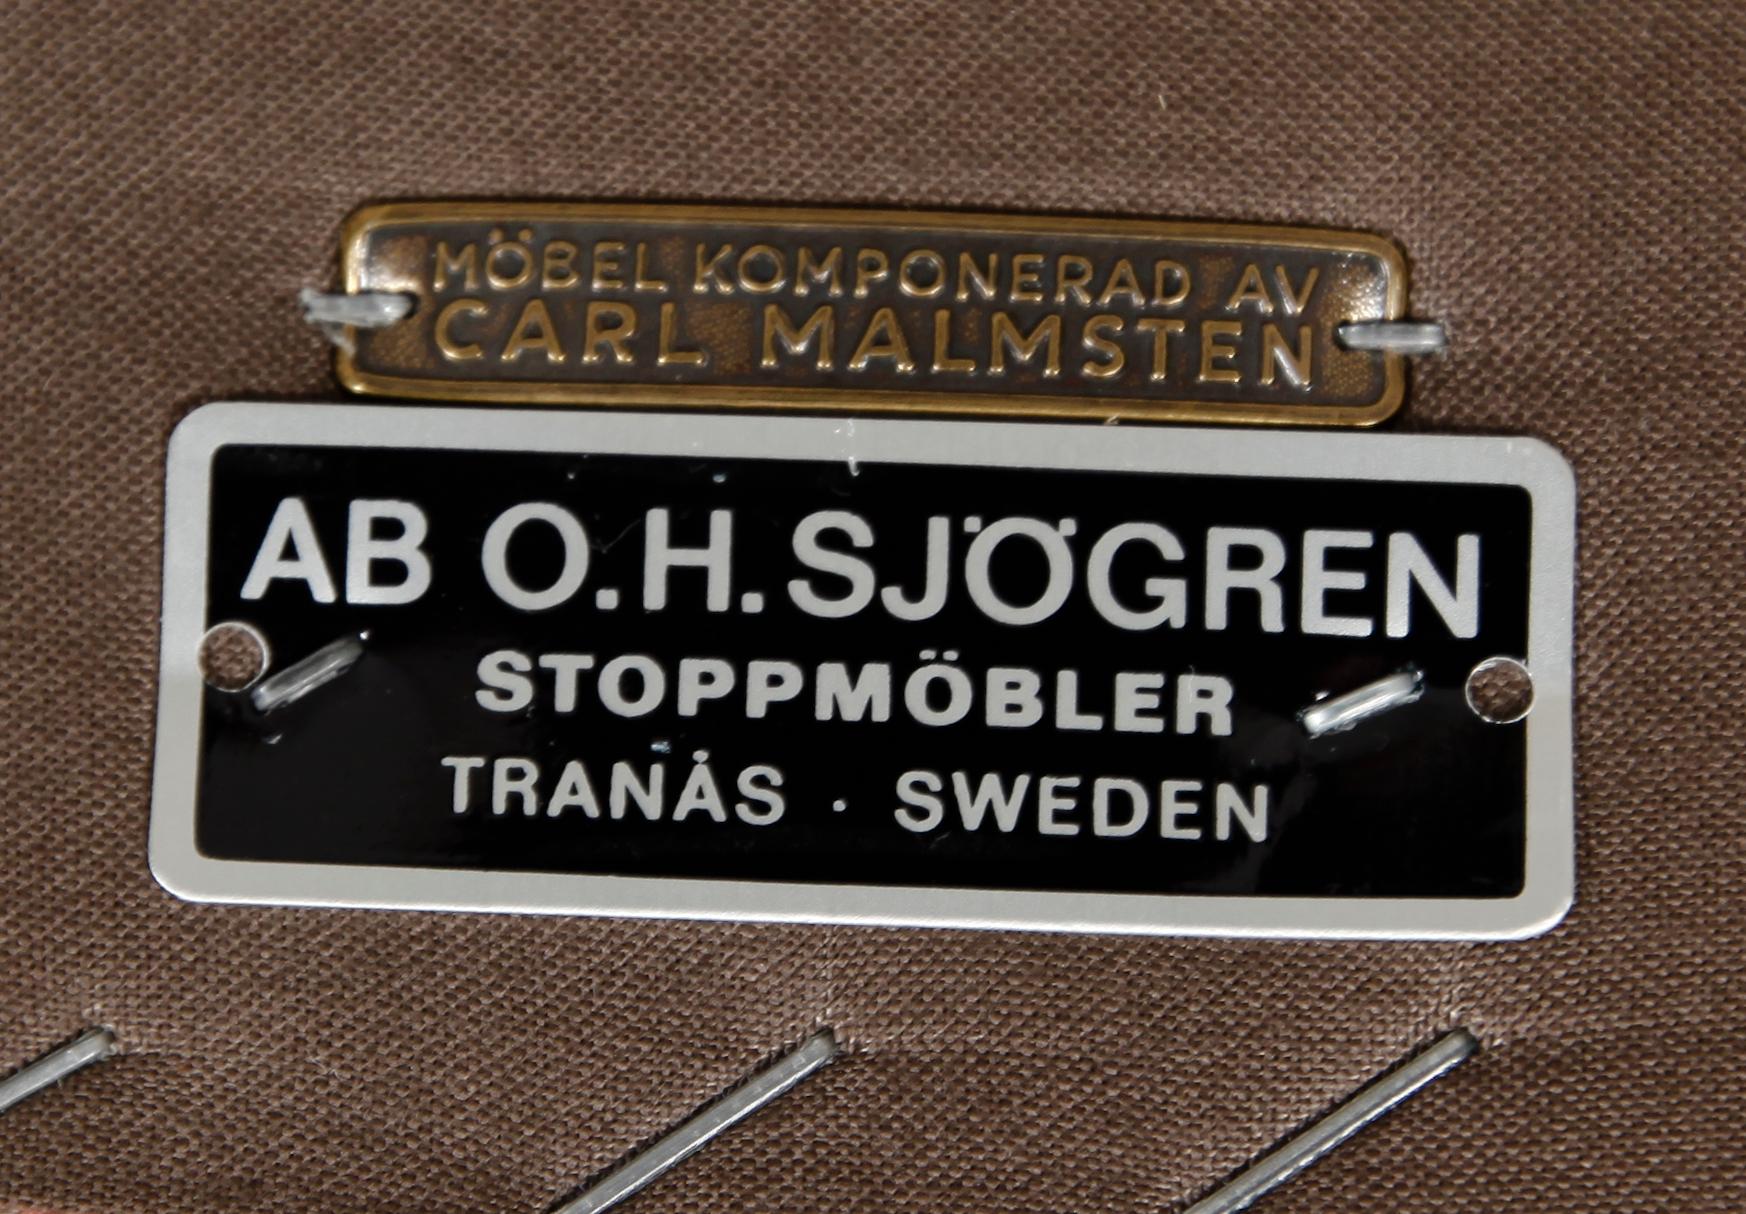 MÖBEL KOMPONERAD AV
CARL MALMSTEN
AB O.H. SJÖGREN
STOPPMÖBLER
TRANÅS · SWEDEN